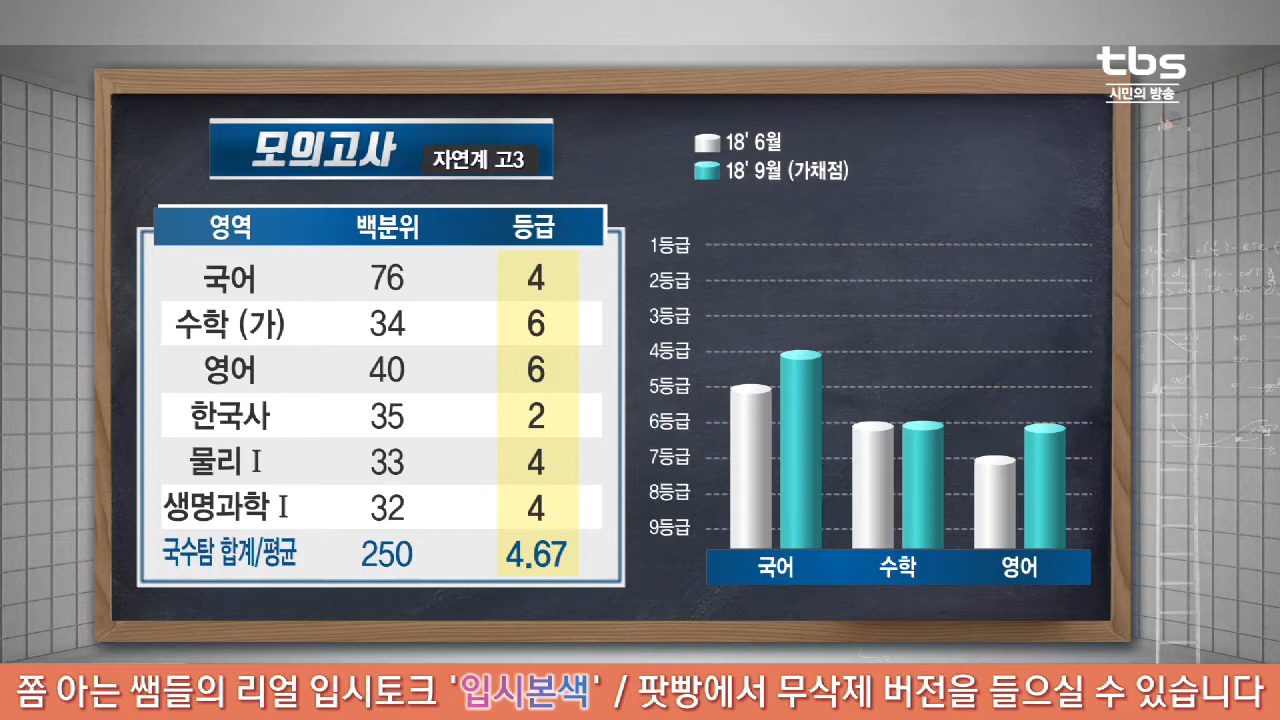 tbs
시민의 방송
모의고사 자연계 고3
영역 백분위 등급
국어 76 4
수학 (가) 34 6
영어 40 6
한국사 35 2
물리 I 33 4
생명과학 I 32 4
국수탐 합계/평균 250 4.67
18' 6월
18' 9월 (가채점)
1등급
2등급
3등급
4등급
5등급
6등급
7등급
8등급
9등급
국어 수학 영어
쫌 아는 쌤들의 리얼 입시토크 '입시본색' / 팟빵에서 무삭제 버전을 들으실 수 있습니다